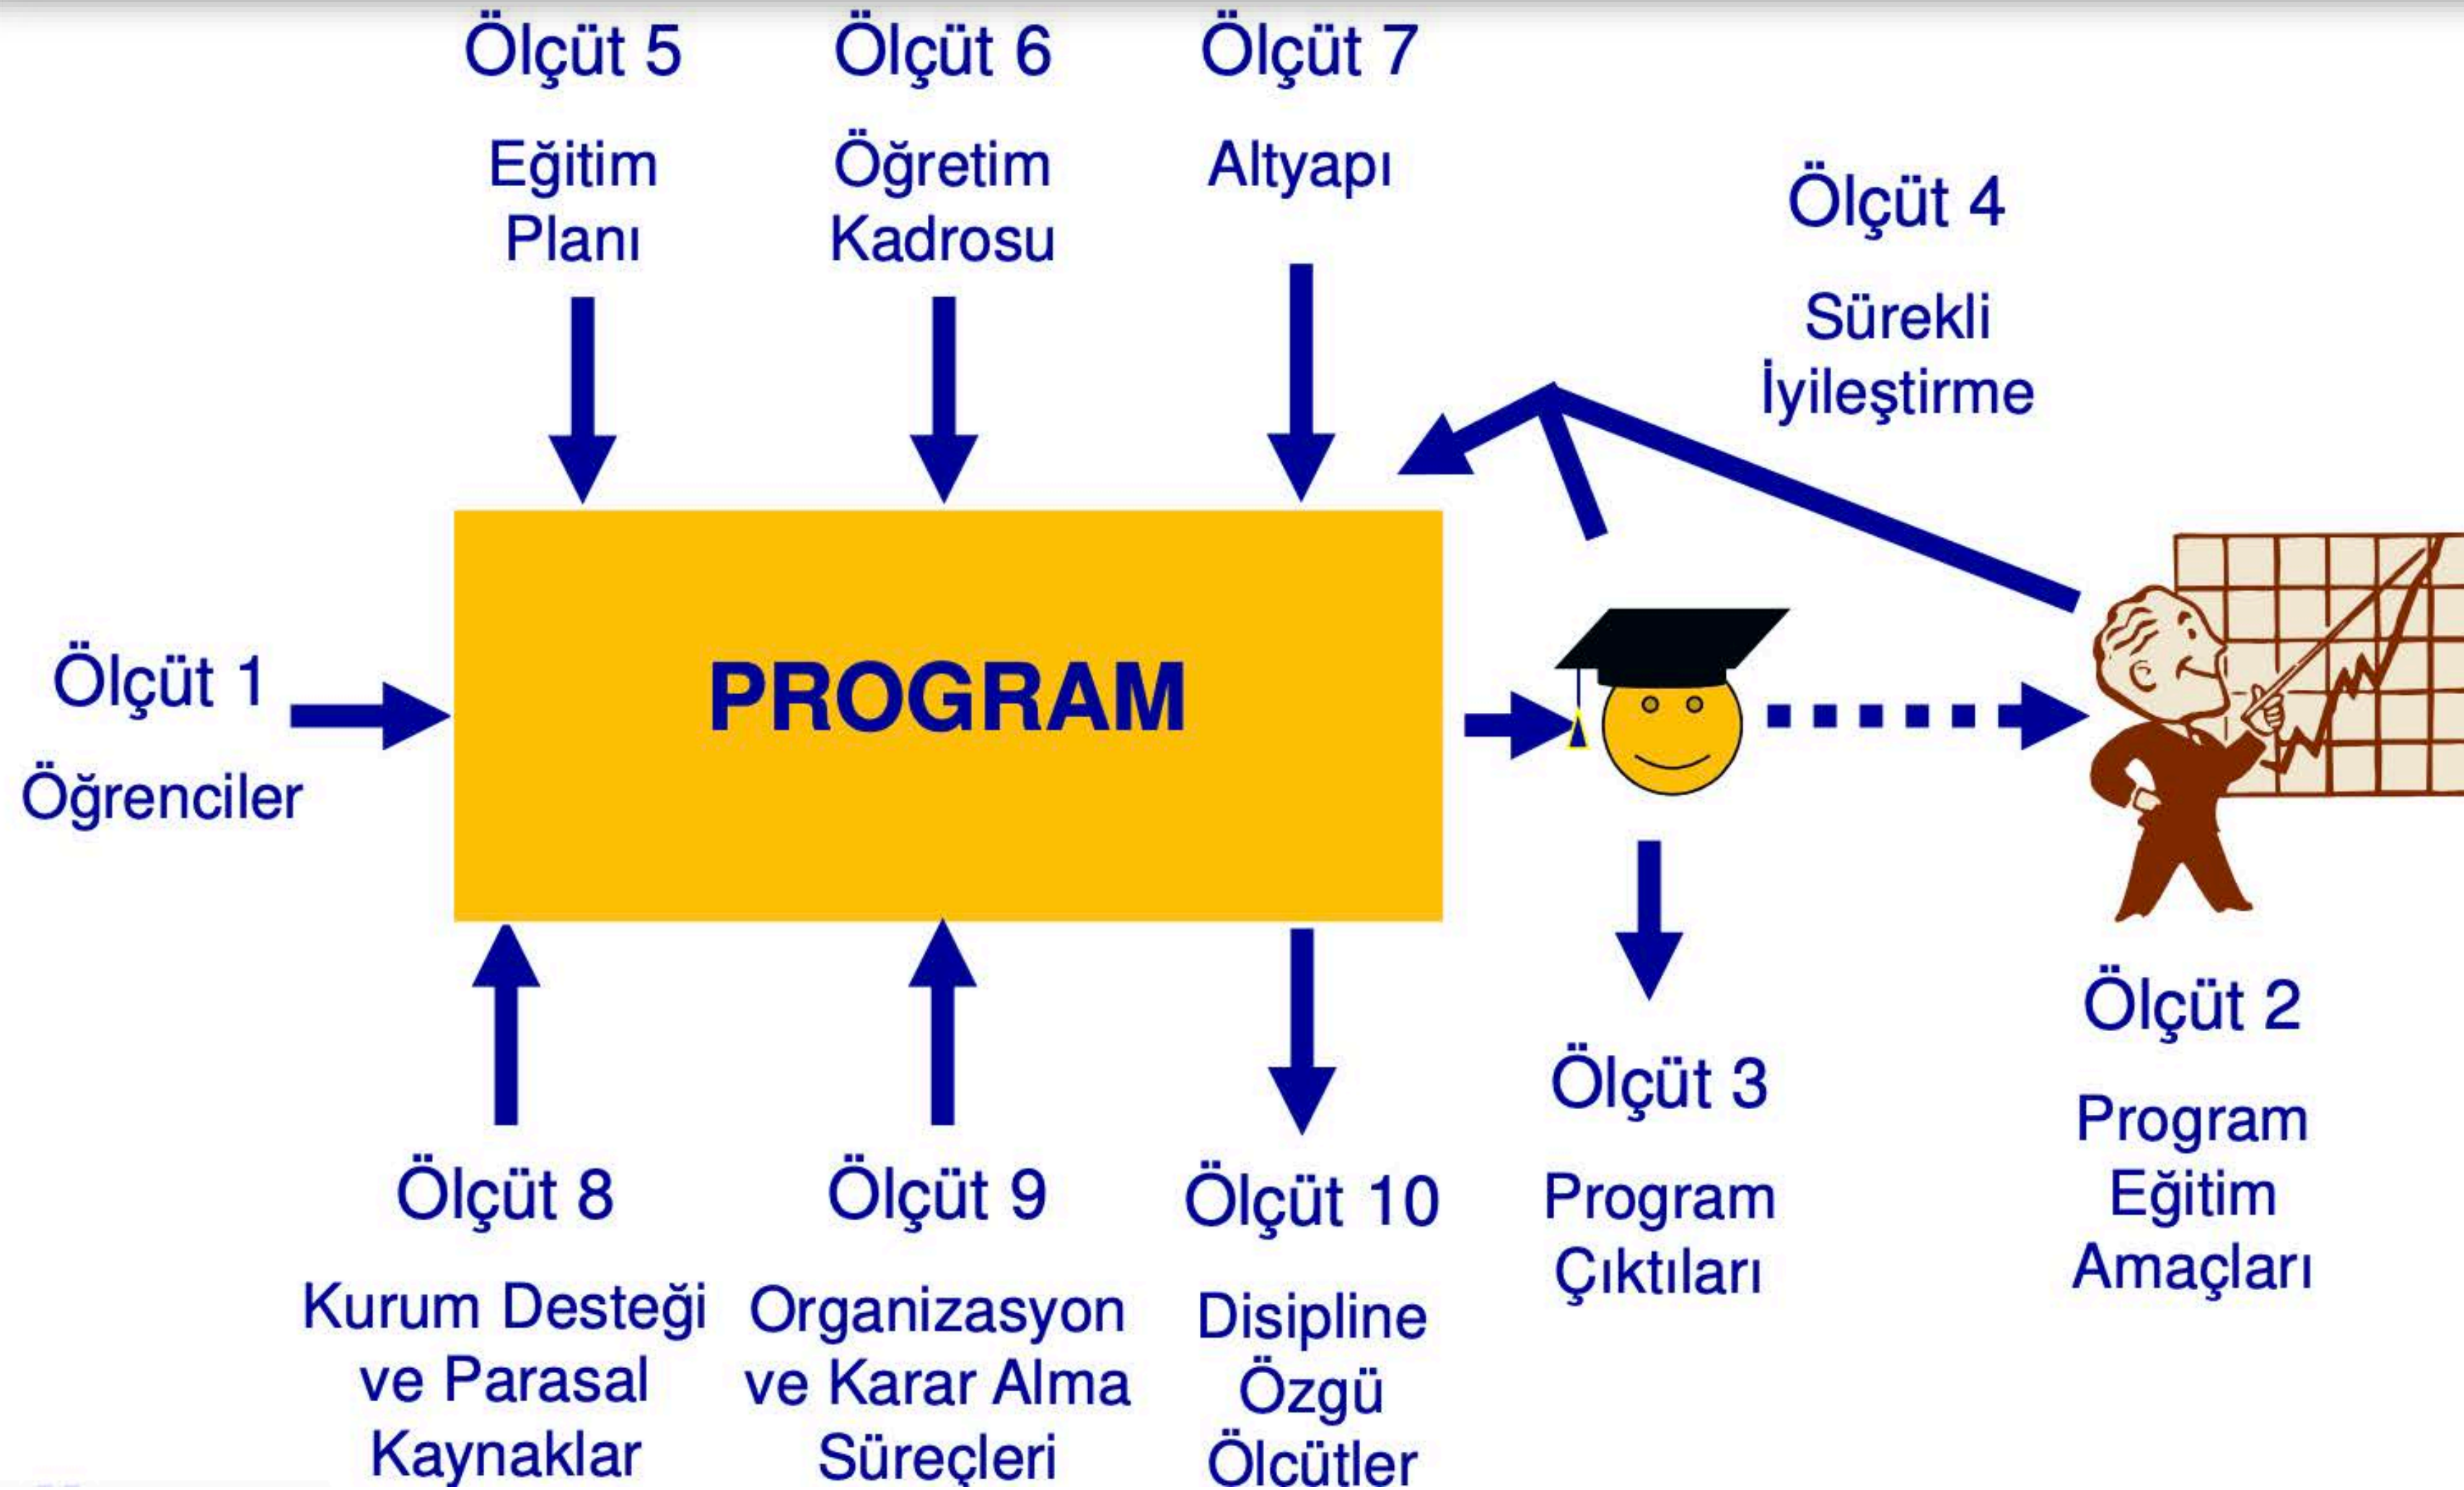 Ölçüt 5
Eğitim
Planı
Ölçüt 6
Öğretim
Kadrosu
Ölçüt 7
Altyapı
Ölçüt 4
Sürekli
İyileştirme
Ölçüt 1
Öğrenciler
PROGRAM
Ölçüt 8
Kurum Desteği
ve Parasal
Kaynaklar
Ölçüt 9
Organizasyon
ve Karar Alma
Süreçleri
Ölçüt 10
Disipline
Özgü
Ölcütler
Ölçüt 3
Program
Çıktıları
Ölçüt 2
Program
Eğitim
Amaçları